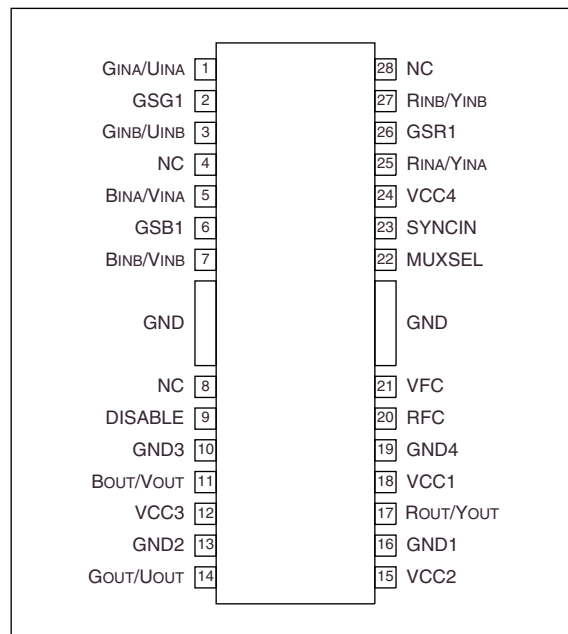 GINA/UINA 1
GSG1 2
GINB/UINB 3
NC 4
BINA/VINA 5
GSB1 6
BINB/VINB 7
GND
NC 8
DISABLE 9
GND3 10
BOUT/VOUT 11
VCC3 12
GND2 13
GOUT/UOUT 14
28 NC
27 RINB/YINB
26 GSR1
25 RINA/YINA
24 VCC4
23 SYNCIN
22 MUXSEL
GND
21 VFC
20 RFC
19 GND4
18 VCC1
17 ROUT/YOUT
16 GND1
15 VCC2